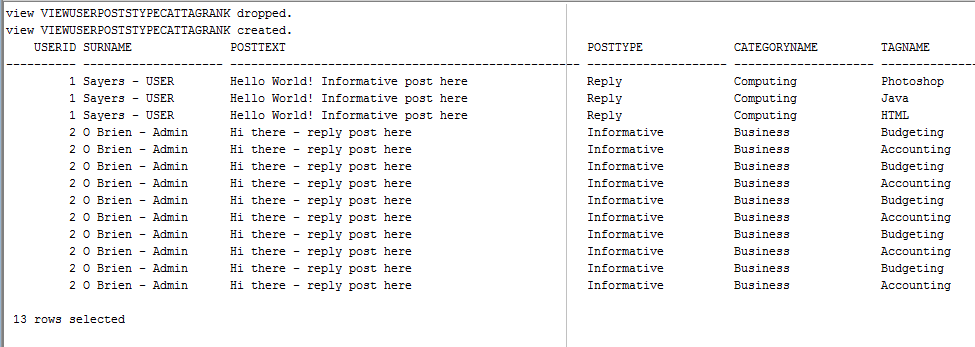 view VIEWUSERPOSTSTYPECATTAGRANK dropped.
view VIEWUSERPOSTSTYPECATTAGRANK created.
    USERID SURNAME              POSTTEXT                                           POSTTYPE             CATEGORYNAME         TAGNAME
---------- -------------------- -------------------------------------------------- -------------------- -------------------- --------------
         1 Sayers - USER        Hello World! Informative post here                 Reply                Computing            Photoshop
         1 Sayers - USER        Hello World! Informative post here                 Reply                Computing            Java
         1 Sayers - USER        Hello World! Informative post here                 Reply                Computing            HTML
         2 O Brien - Admin      Hi there - reply post here                         Informative          Business             Budgeting
         2 O Brien - Admin      Hi there - reply post here                         Informative          Business             Accounting
         2 O Brien - Admin      Hi there - reply post here                         Informative          Business             Budgeting
         2 O Brien - Admin      Hi there - reply post here                         Informative          Business             Accounting
         2 O Brien - Admin      Hi there - reply post here                         Informative          Business             Budgeting
         2 O Brien - Admin      Hi there - reply post here                         Informative          Business             Accounting
         2 O Brien - Admin      Hi there - reply post here                         Informative          Business             Budgeting
         2 O Brien - Admin      Hi there - reply post here                         Informative          Business             Accounting
         2 O Brien - Admin      Hi there - reply post here                         Informative          Business             Budgeting
         2 O Brien - Admin      Hi there - reply post here                         Informative          Business             Accounting
 13 rows selected